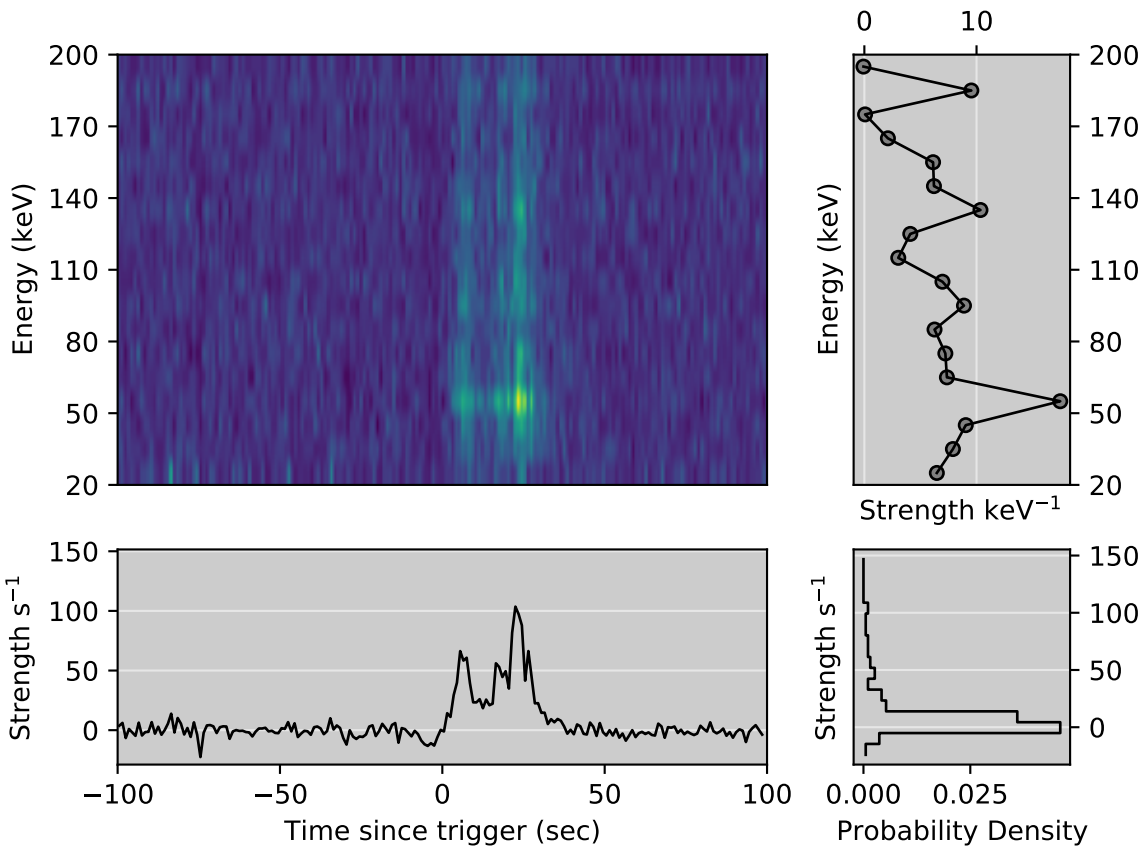 0 10
200 200
170 170
140 140
110 110
80 80
50 50
20 20
Energy (keV)
Energy (keV)
Strength keV⁻¹
150 150
100 100
50 50
0 0
Strength s⁻¹
Strength s⁻¹
−100 −50 0 50 100 0.000 0.025
Time since trigger (sec) Probability Density